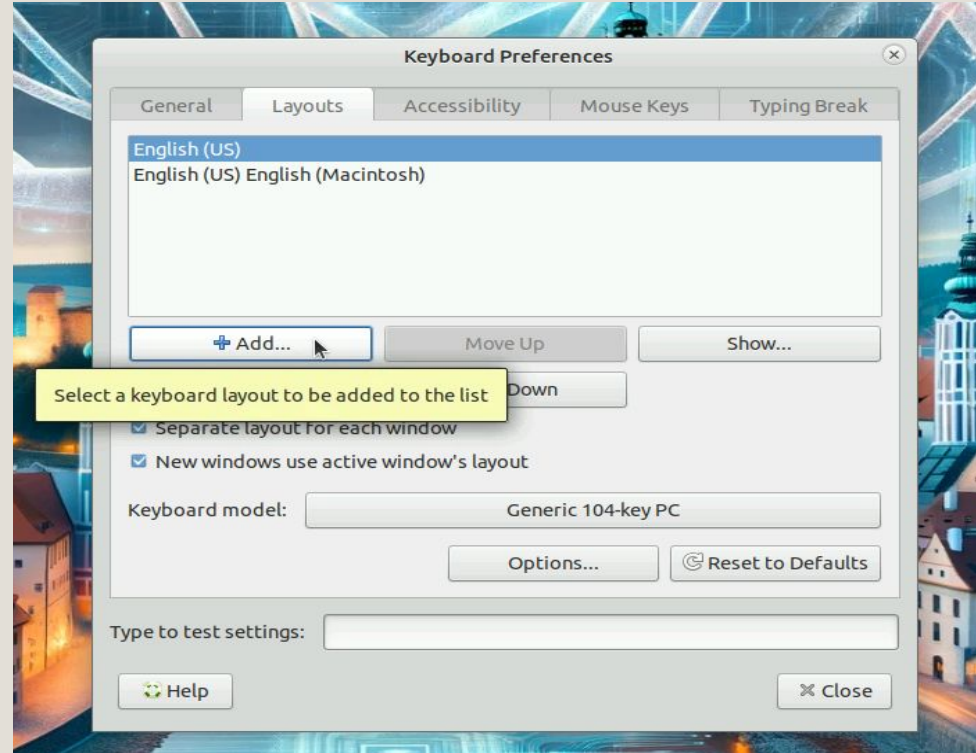 Keyboard Preferences
General Layouts Accessibility Mouse Keys Typing Break
English (US)
English (US) English (Macintosh)
Add... Move Up Show...
Select a keyboard layout to be added to the list
Down
Separate layout for each window
New windows use active window's layout
Keyboard model: Generic 104-key PC
Options... Reset to Defaults
Type to test settings:
Help Close